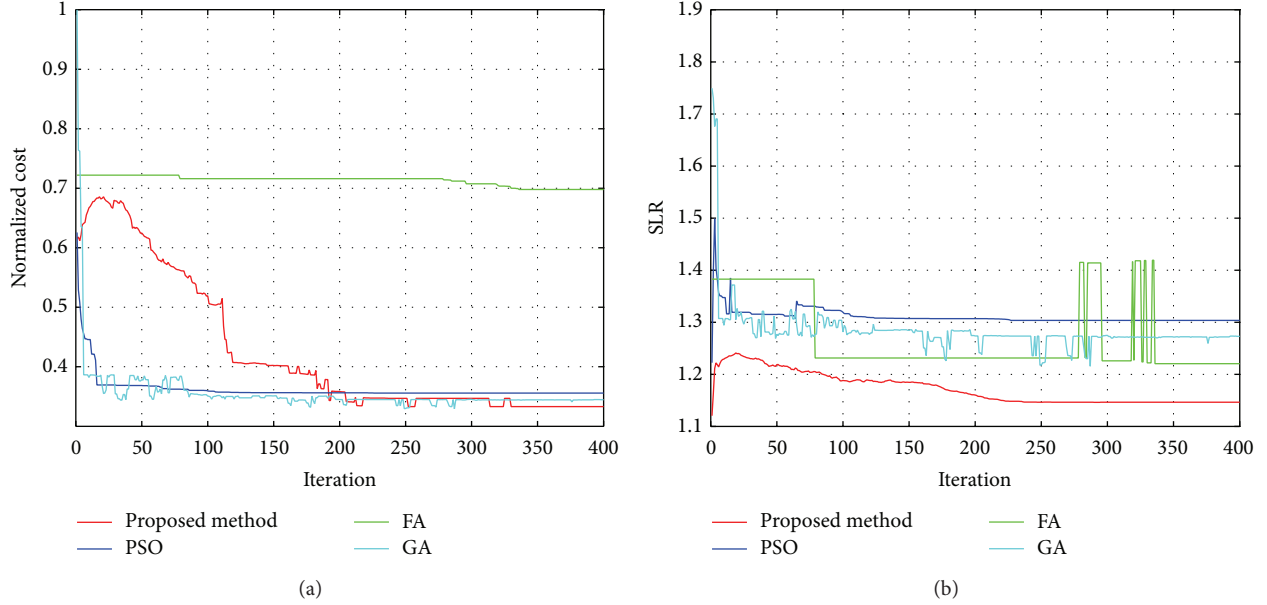 1
0.9
0.8
0.7
0.6
0.5
0.4
Normalized cost
0 50 100 150 200 250 300 350 400
Iteration
Proposed method
PSO
FA
GA
(a)
1.9
1.8
1.7
1.6
1.5
1.4
1.3
1.2
1.1
SLR
0 50 100 150 200 250 300 350 400
Iteration
Proposed method
PSO
FA
GA
(b)